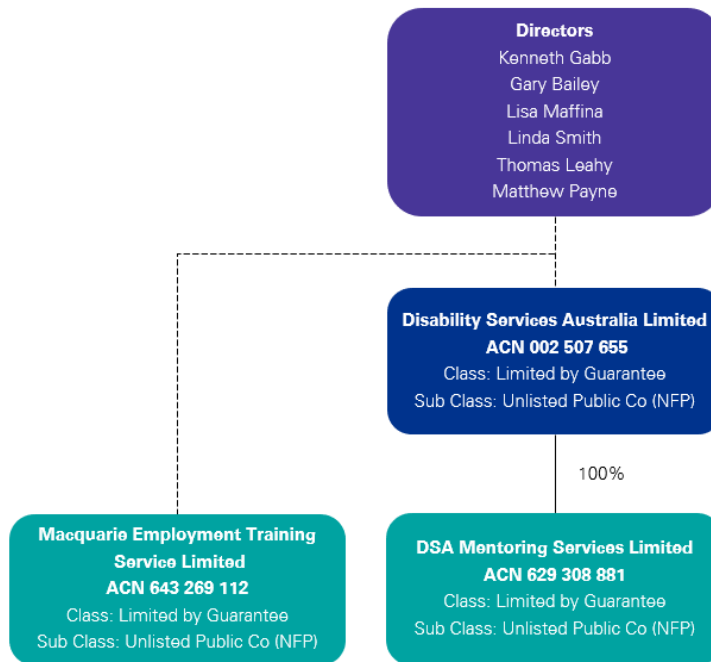 Directors
Kenneth Gabb
Gary Bailey
Lisa Maffina
Linda Smith
Thomas Leahy
Matthew Payne
Disability Services Australia Limited
ACN 002 507 655
Class: Limited by Guarantee
Sub Class: Unlisted Public Co (NFP)
100%
Macquarie Employment Training
Service Limited
ACN 643 269 112
Class: Limited by Guarantee
Sub Class: Unlisted Public Co (NFP)
DSA Mentoring Services Limited
ACN 629 308 881
Class: Limited by Guarantee
Sub Class: Unlisted Public Co (NFP)